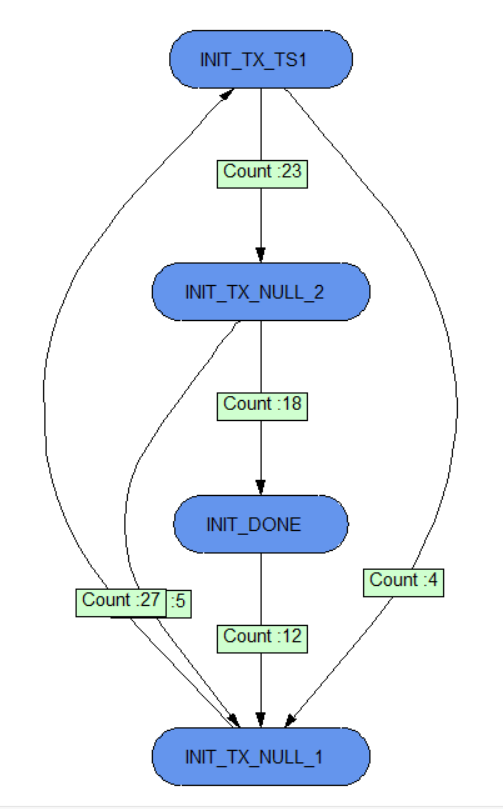 INIT_TX_TS1
Count :23
INIT_TX_NULL_2
Count :18
INIT_DONE
Count :4
Count :27
:5
Count :12
INIT_TX_NULL_1